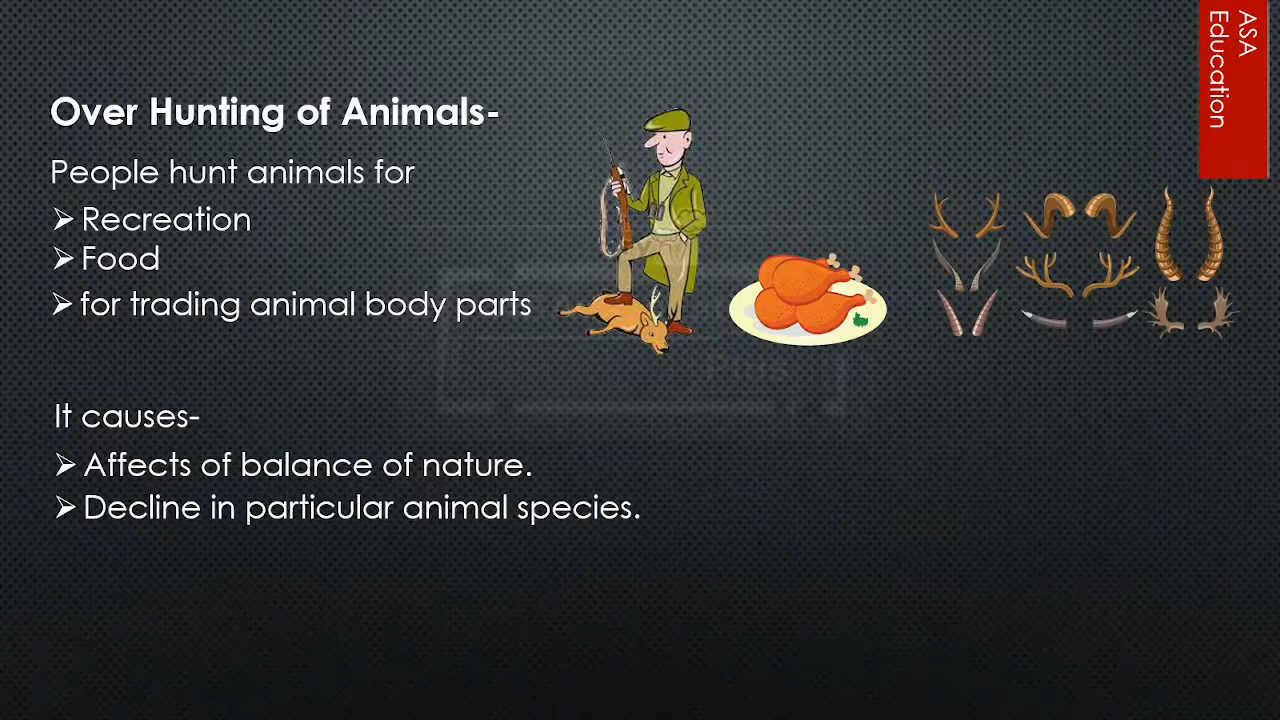 ASA
Education
Over Hunting of Animals-
People hunt animals for
➢ Recreation
➢ Food
➢ for trading animal body parts
It causes-
➢ Affects of balance of nature.
➢ Decline in particular animal species.